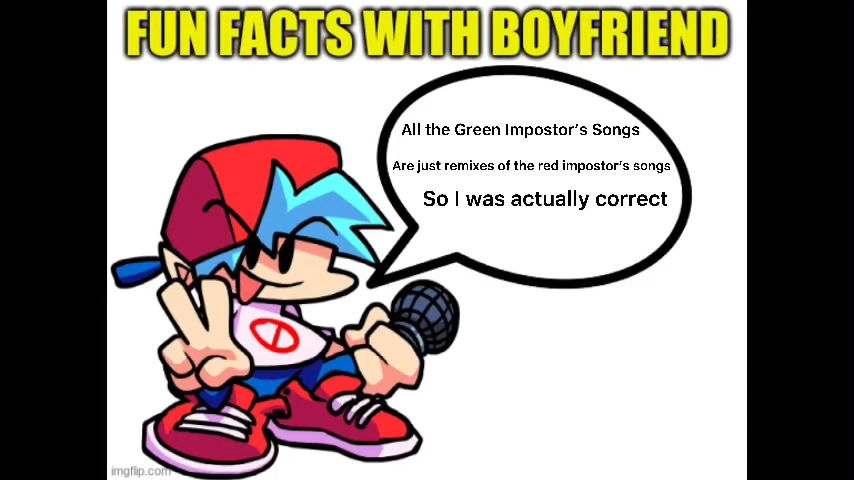 FUN FACTS WITH BOYFRIEND
All the Green Impostor's Songs
Are just remixes of the red impostor's songs
So I was actually correct
imgflip.com